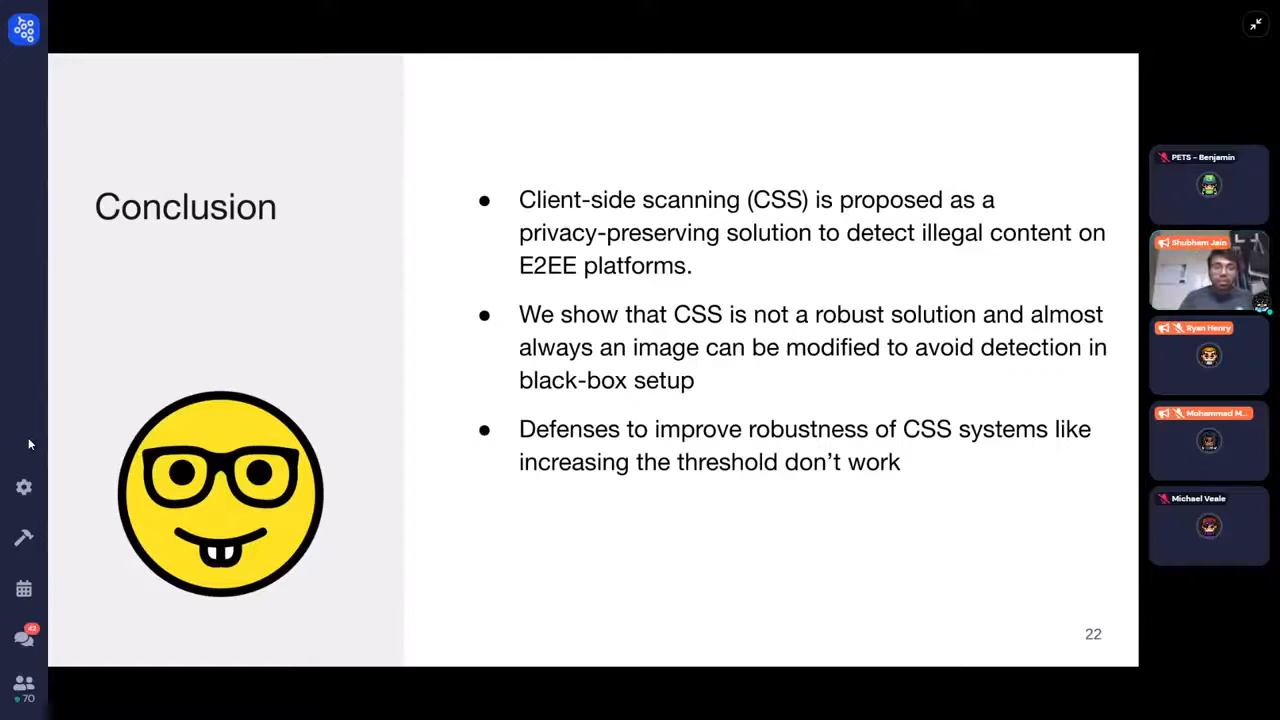 Conclusion
● Client-side scanning (CSS) is proposed as a
privacy-preserving solution to detect illegal content on
E2EE platforms.
● We show that CSS is not a robust solution and almost
always an image can be modified to avoid detection in
black-box setup
● Defenses to improve robustness of CSS systems like
increasing the threshold don’t work
22
PETS - Benjamin
Shubham Jain
Ryan Henry
Muhammad M...
Michael Veale
42
70